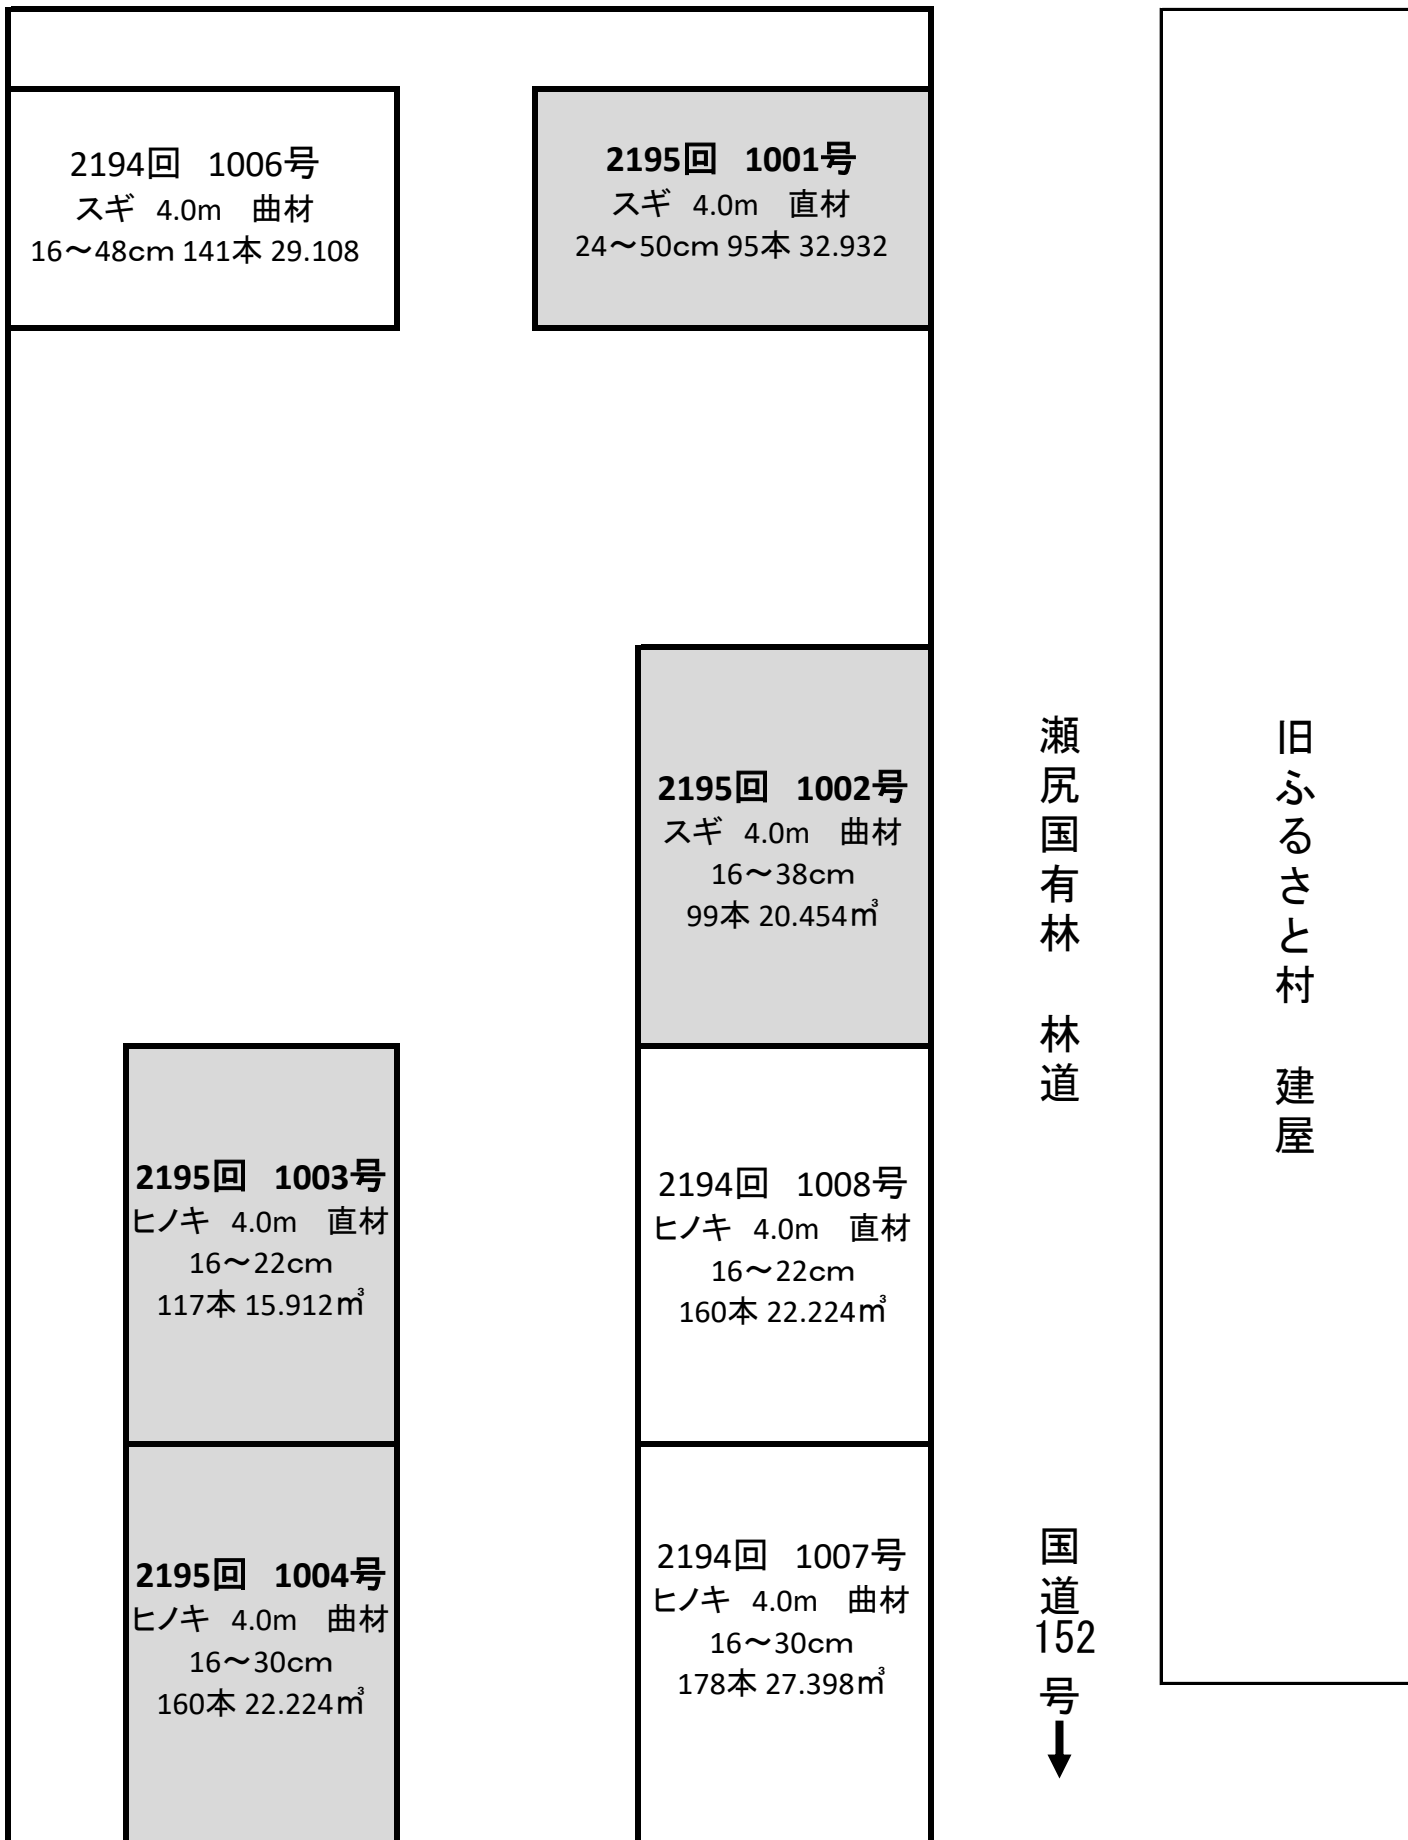 2194回 1006号
スギ 4.0m 曲材
16～48cm 141本 29.108
2195回 1001号
スギ 4.0m 直材
24～50cm 95本 32.932
2195回 1002号
スギ 4.0m 曲材
16～38cm
99本 20.454㎥
2195回 1003号
ヒノキ 4.0m 直材
16～22cm
117本 15.912㎥
2194回 1008号
ヒノキ 4.0m 直材
16～22cm
160本 22.224㎥
2195回 1004号
ヒノキ 4.0m 曲材
16～30cm
160本 22.224㎥
2194回 1007号
ヒノキ 4.0m 曲材
16～30cm
178本 27.398㎥
瀬尻国有林 林道
国道152号
旧ふるさと村 建屋